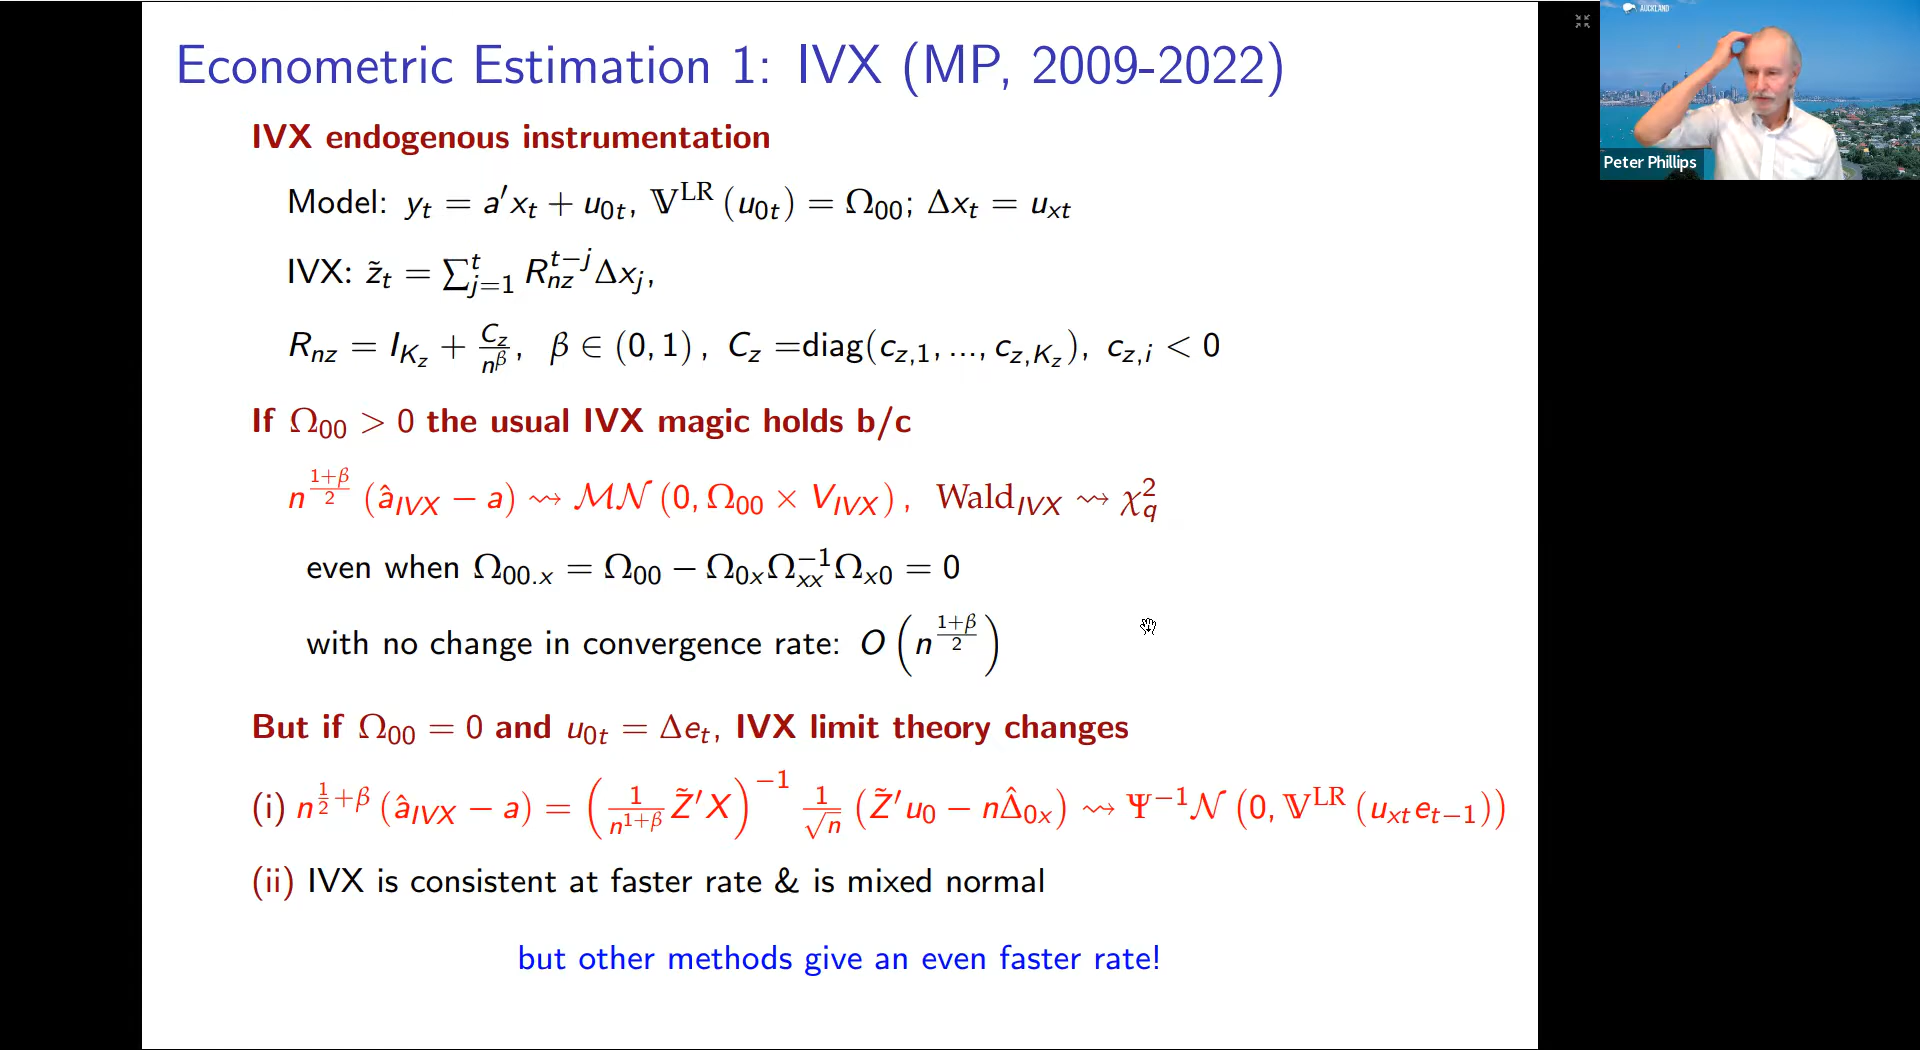 Econometric Estimation 1: IVX (MP, 2009-2022)
IVX endogenous instrumentation
Model: y_t = a′x_t + u_{0t}, 𝕍^{LR} (u_{0t}) = Ω_{00}; Δx_t = u_{xt}
IVX: z̃_t = ∑_{j=1}^{t} R_{nz}^{t−j} Δx_j,
R_{nz} = I_{K_z} + C_z/n^β, β ∈ (0, 1), C_z =diag(c_{z,1}, ..., c_{z,K_z}), c_{z,i} < 0
If Ω_{00} > 0 the usual IVX magic holds b/c
n^{(1+β)/2} (â_{IVX} − a) ⇝ 𝓜𝓝 (0, Ω_{00} × V_{IVX}), Wald_{IVX} ⇝ χ²_q
even when Ω_{00.x} = Ω_{00} − Ω_{0x}Ω_{xx}^{−1}Ω_{x0} = 0
with no change in convergence rate: O (n^{(1+β)/2})
But if Ω_{00} = 0 and u_{0t} = Δe_t, IVX limit theory changes
(i) n^{1/2+β} (â_{IVX} − a) = (1/n^{1+β} Z̃′X)^{−1} 1/√n (Z̃′u_0 − nΔ̂_{0x}) ⇝ Ψ^{−1}𝓝 (0, 𝕍^{LR} (u_{xt}e_{t−1}))
(ii) IVX is consistent at faster rate & is mixed normal
but other methods give an even faster rate!
AUCKLAND
Peter Phillips